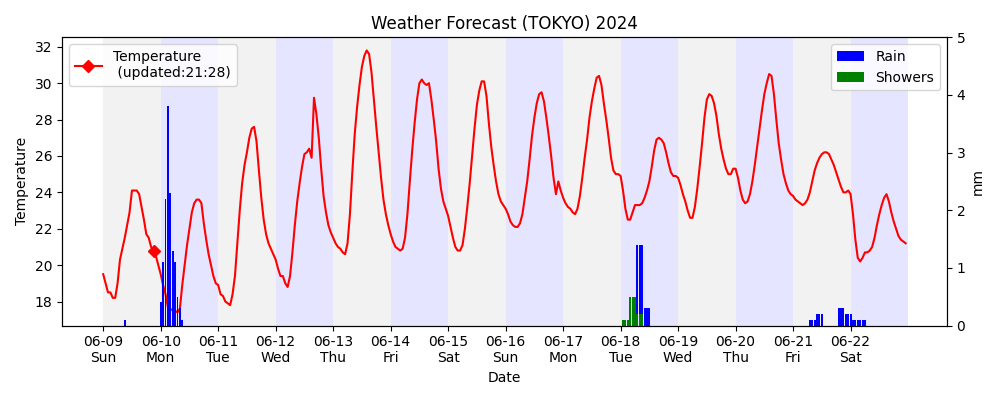 Weather Forecast (TOKYO) 2024
Temperature
(updated:21:28)
Rain
Showers
Temperature
32
30
28
26
24
22
20
18
5
4
3
2
1
0
mm
06-09 06-10 06-11 06-12 06-13 06-14 06-15 06-16 06-17 06-18 06-19 06-20 06-21 06-22
Sun Mon Tue Wed Thu Fri Sat Sun Mon Tue Wed Thu Fri Sat
Date